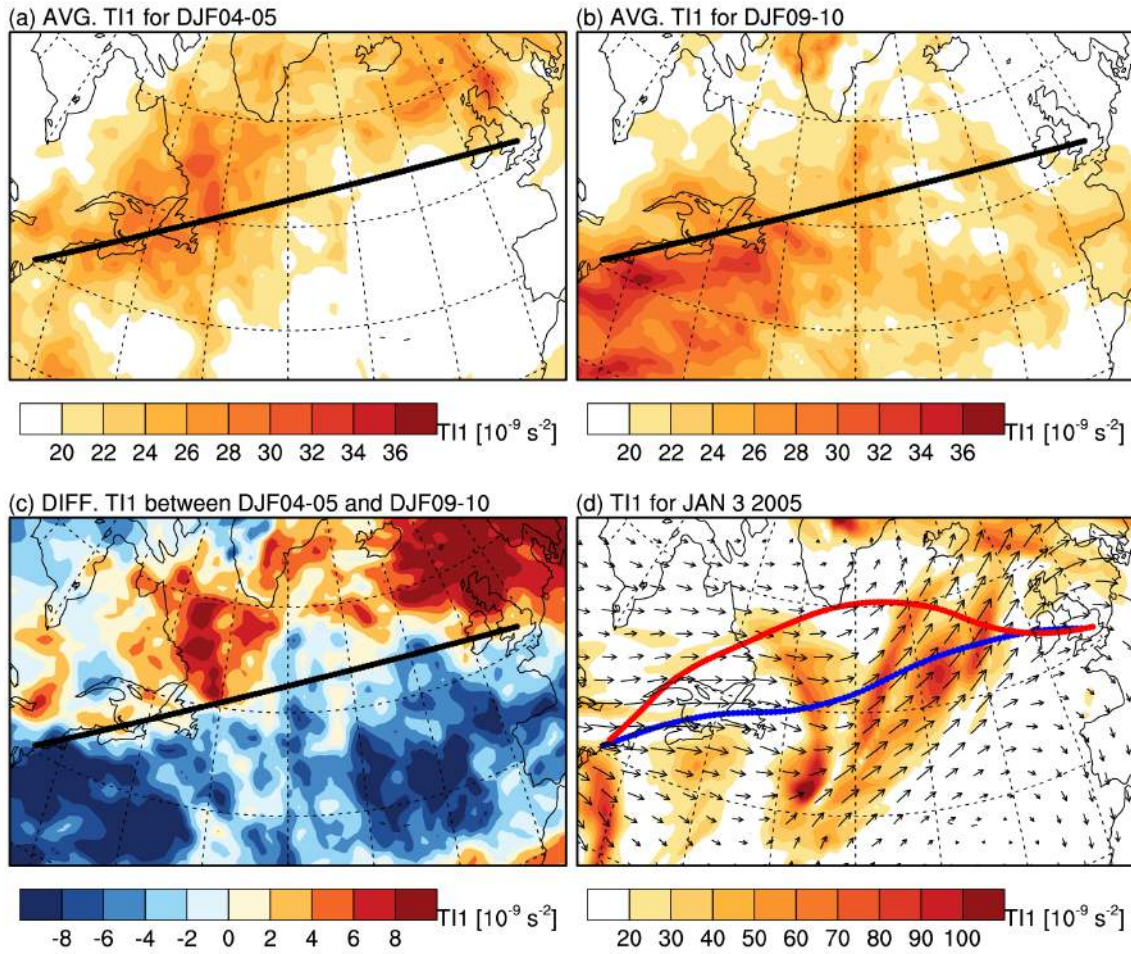 (a) AVG. TI1 for DJF04-05
(b) AVG. TI1 for DJF09-10
TI1 [10⁻⁹ s⁻²]
20 22 24 26 28 30 32 34 36
TI1 [10⁻⁹ s⁻²]
20 22 24 26 28 30 32 34 36
(c) DIFF. TI1 between DJF04-05 and DJF09-10
(d) TI1 for JAN 3 2005
TI1 [10⁻⁹ s⁻²]
-8 -6 -4 -2 0 2 4 6 8
TI1 [10⁻⁹ s⁻²]
20 30 50 60 70 80 90 100